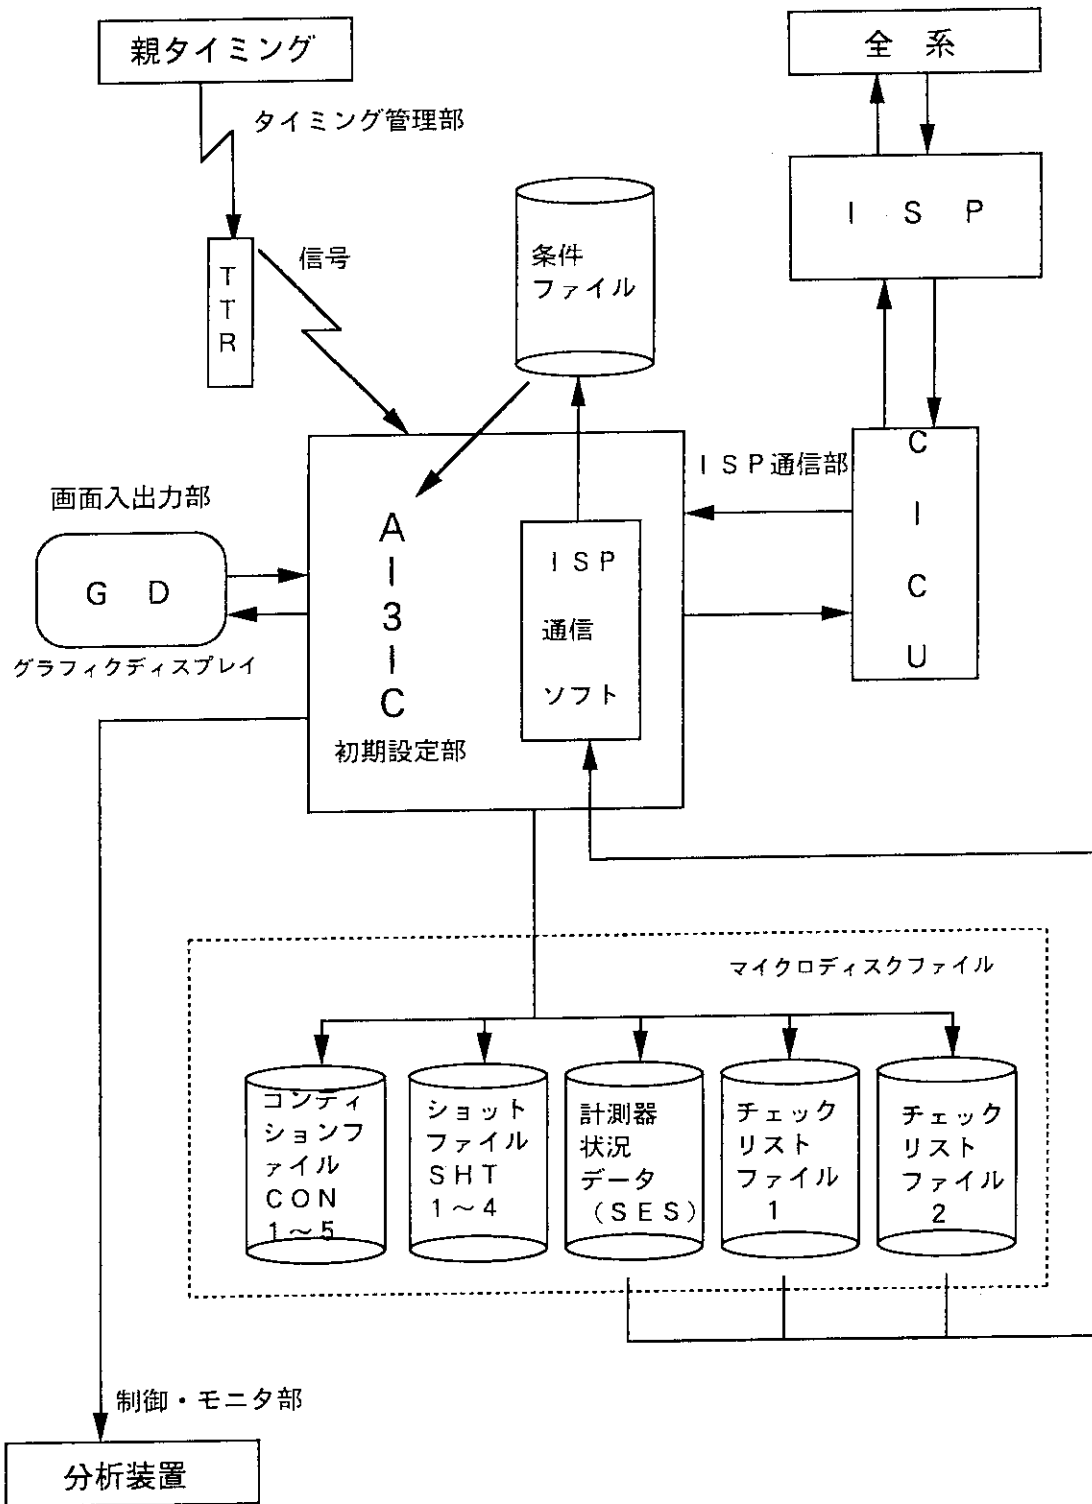 親タイミング
全 系
タイミング管理部
I S P
TTR
信号
条件
ファイル
I S P 通信部
C I C U
画面入出力部
G D
グラフィクディスプレイ
A I 3 I C
初期設定部
I S P
通信
ソフト
マイクロディスクファイル
コンディ
ションフ
ァイル
CON
1～5
ショット
ファイル
SHT
1～4
計測器
状況
データ
（SES）
チェック
リスト
ファイル
1
チェック
リスト
ファイル
2
制御・モニタ部
分析装置